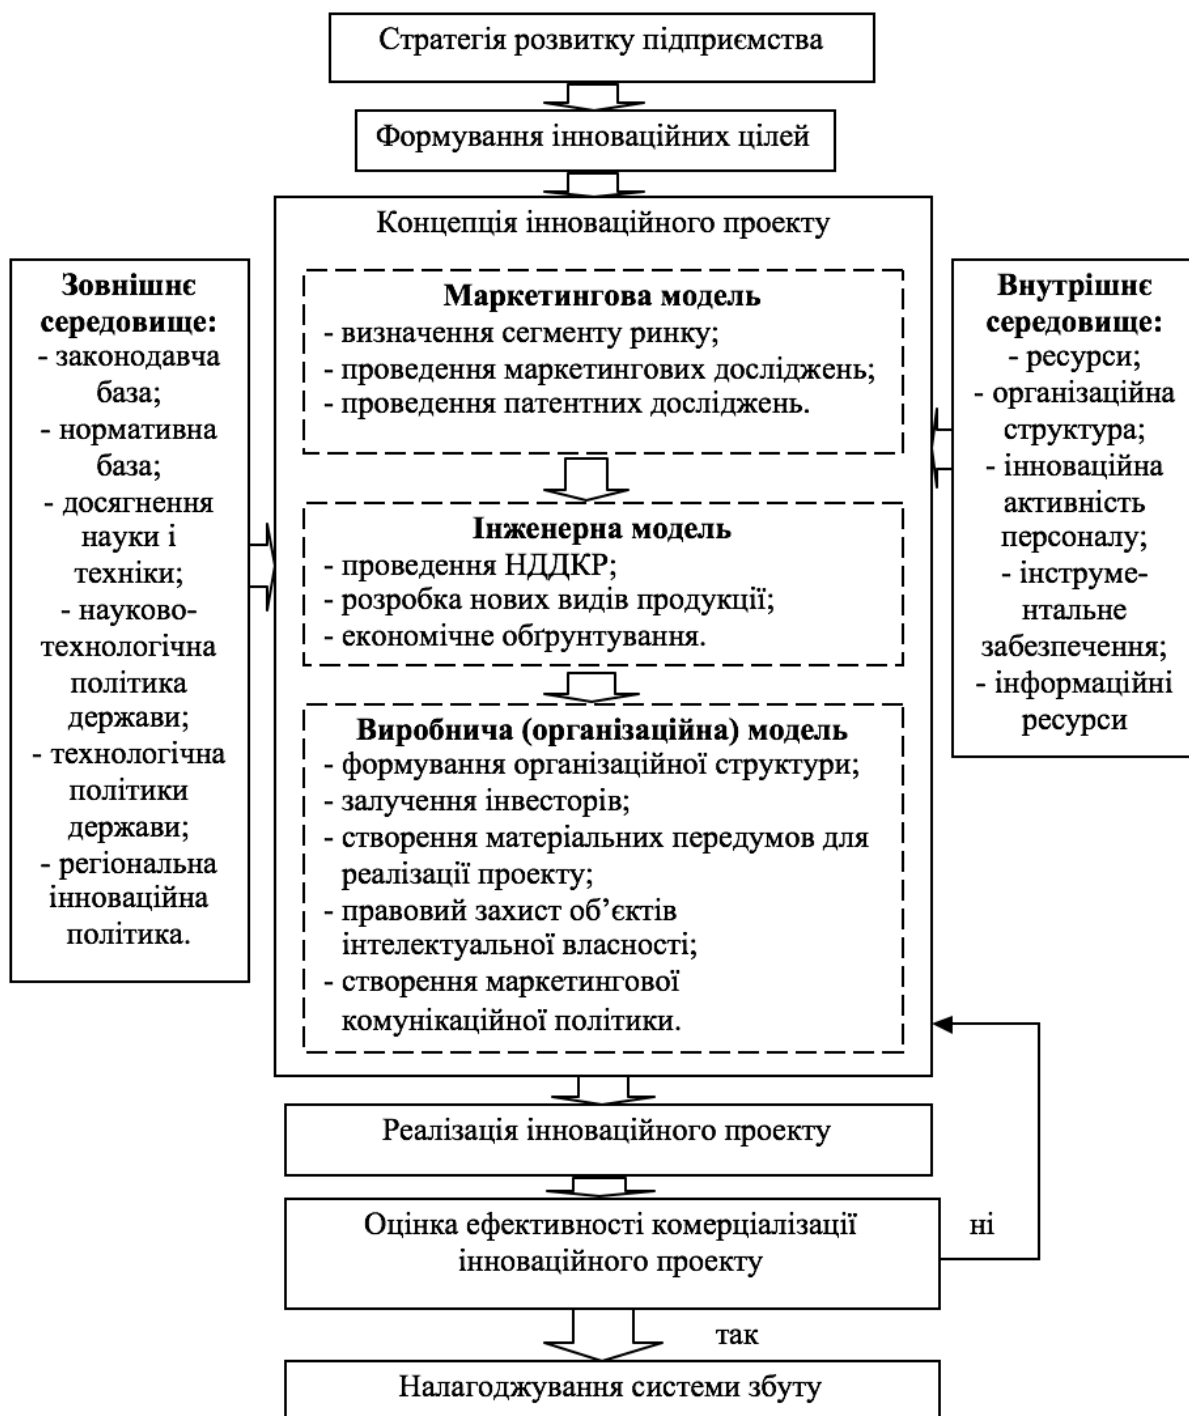 Стратегія розвитку підприємства
Формування інноваційних цілей
Концепція інноваційного проекту
Зовнішнє
середовище:
- законодавча
база;
- нормативна
база;
- досягнення
науки і
техніки;
- науково-
технологічна
політика
держави;
- технологічна
політики
держави;
- регіональна
інноваційна
політика.
Маркетингова модель
- визначення сегменту ринку;
- проведення маркетингових досліджень;
- проведення патентних досліджень.
Інженерна модель
- проведення НДДКР;
- розробка нових видів продукції;
- економічне обґрунтування.
Виробнича (організаційна) модель
- формування організаційної структури;
- залучення інвесторів;
- створення матеріальних передумов для
реалізації проекту;
- правовий захист об’єктів
інтелектуальної власності;
- створення маркетингової
комунікаційної політики.
Внутрішнє
середовище:
- ресурси;
- організаційна
структура;
- інноваційна
активність
персоналу;
- інструме-
нтальне
забезпечення;
- інформаційні
ресурси
Реалізація інноваційного проекту
Оцінка ефективності комерціалізації
інноваційного проекту
ні
так
Налагоджування системи збуту